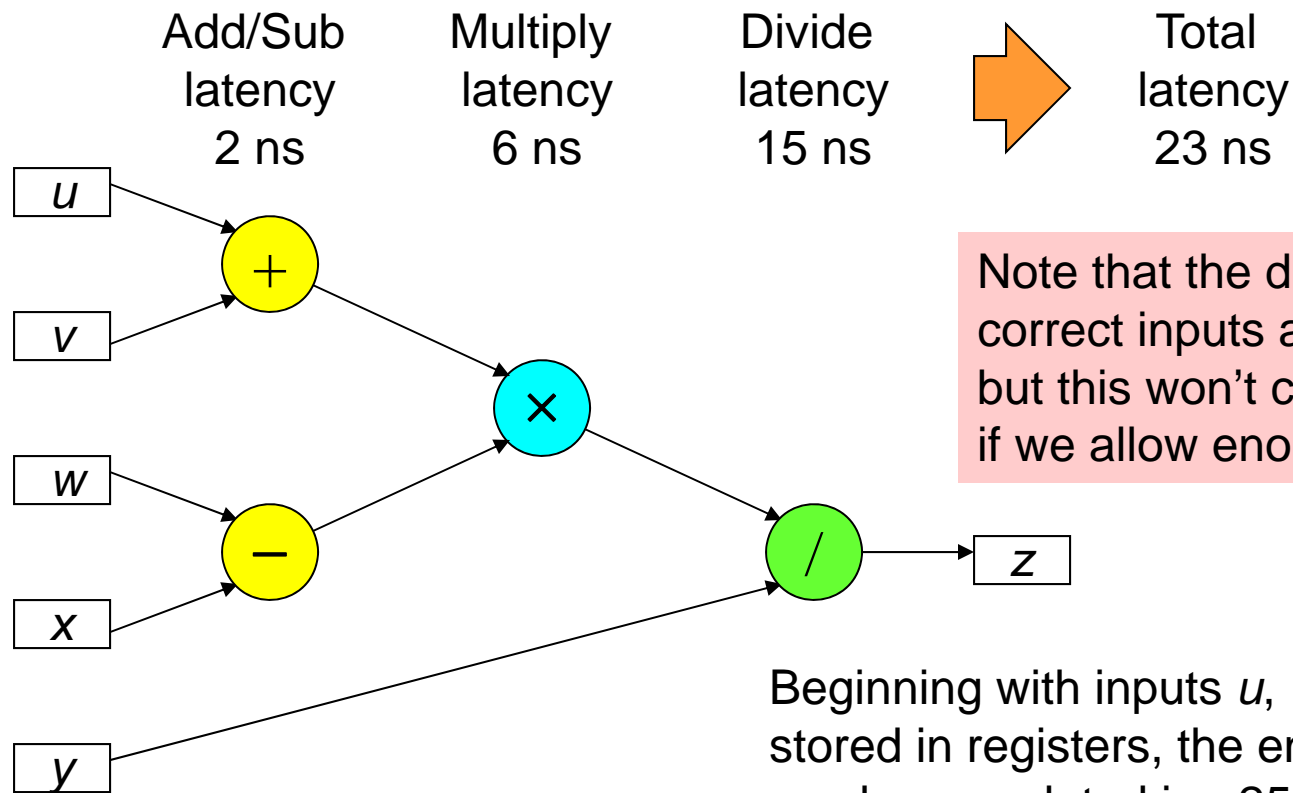 Add/Sub
latency
2 ns
Multiply
latency
6 ns
Divide
latency
15 ns
Total
latency
23 ns
u
v
w
x
y
+
−
×
/
z
Note that the
correct inputs
but this won't
if we allow
Beginning with inputs u,
stored in registers, the